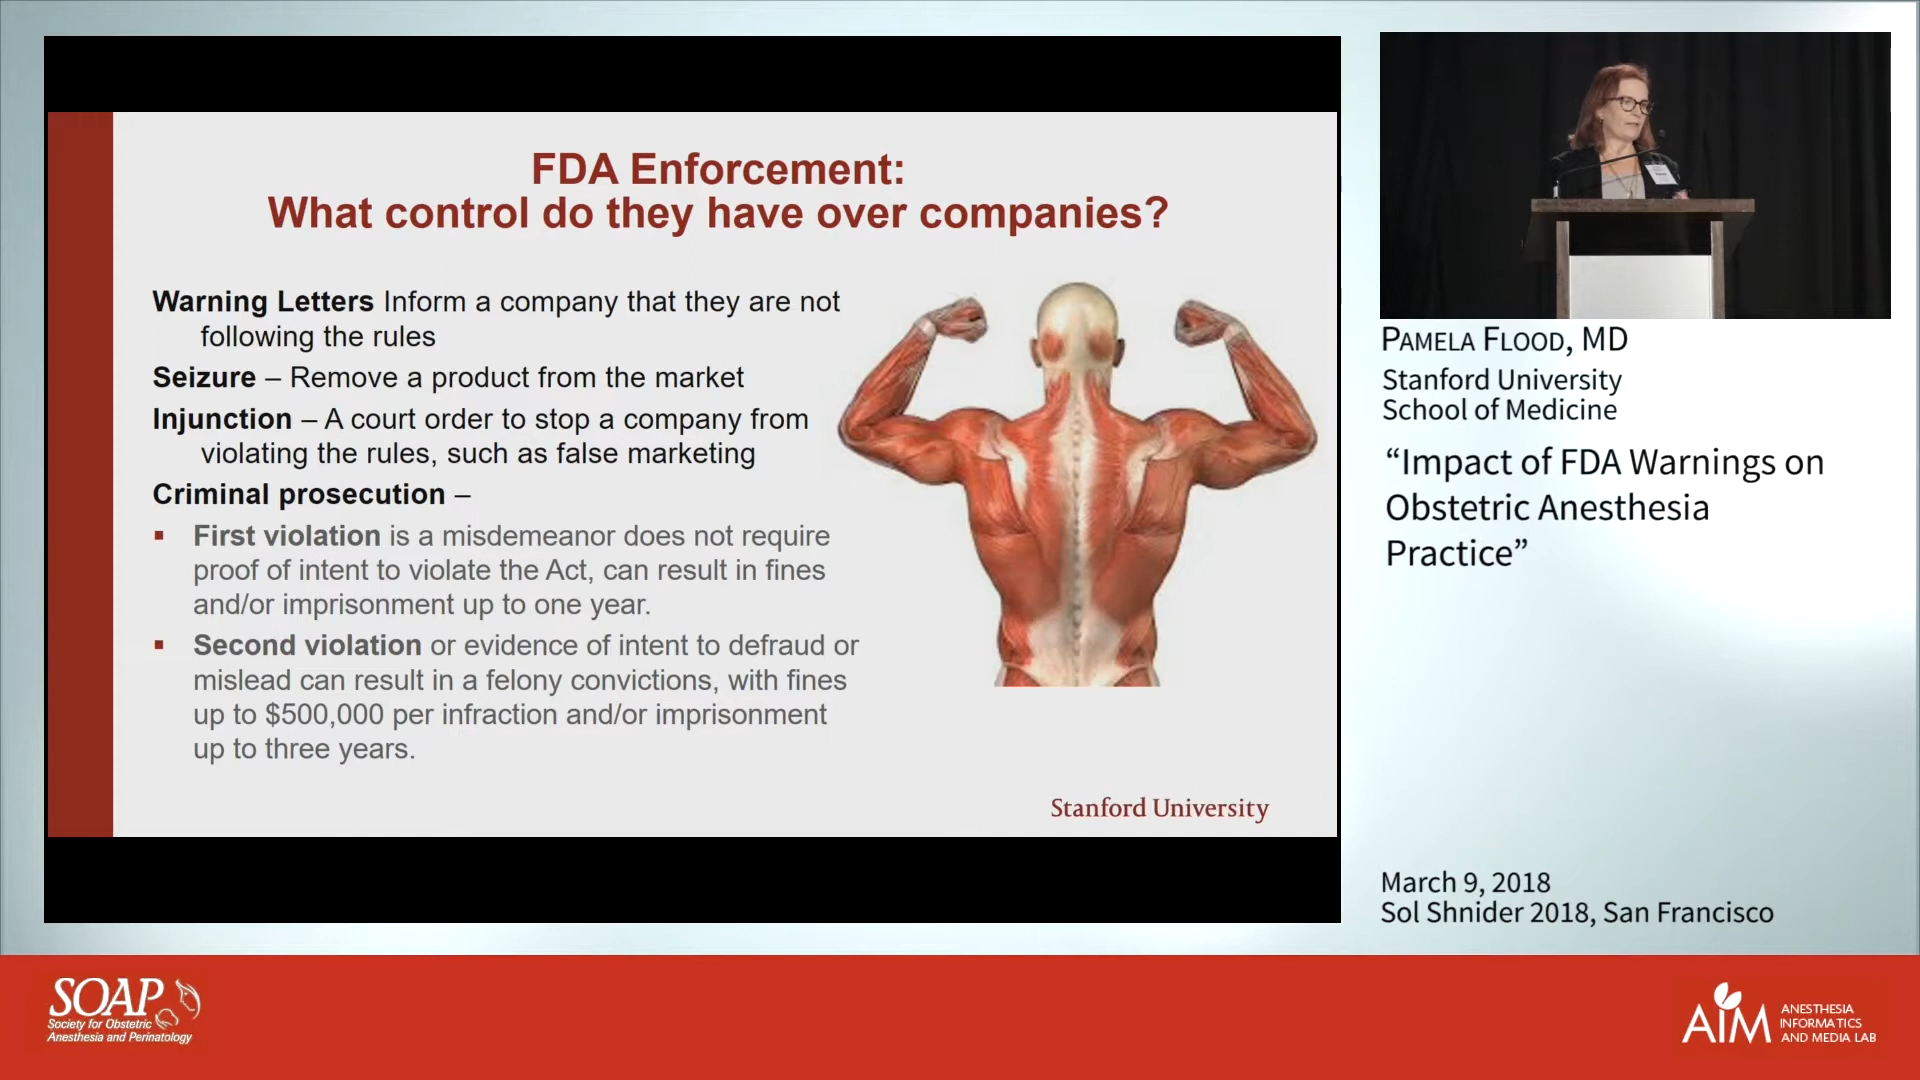 FDA Enforcement:
What control do they have over companies?
Warning Letters Inform a company that they are not
following the rules
Seizure – Remove a product from the market
Injunction – A court order to stop a company from
violating the rules, such as false marketing
Criminal prosecution –
▪ First violation is a misdemeanor does not require
proof of intent to violate the Act, can result in fines
and/or imprisonment up to one year.
▪ Second violation or evidence of intent to defraud or
mislead can result in a felony convictions, with fines
up to $500,000 per infraction and/or imprisonment
up to three years.
Stanford University
PAMELA FLOOD, MD
Stanford University
School of Medicine
“Impact of FDA Warnings on
Obstetric Anesthesia
Practice”
March 9, 2018
Sol Shnider 2018, San Francisco
SOAP
Society for Obstetric
Anesthesia and Perinatology
AIM
ANESTHESIA
INFORMATICS
AND MEDIA LAB